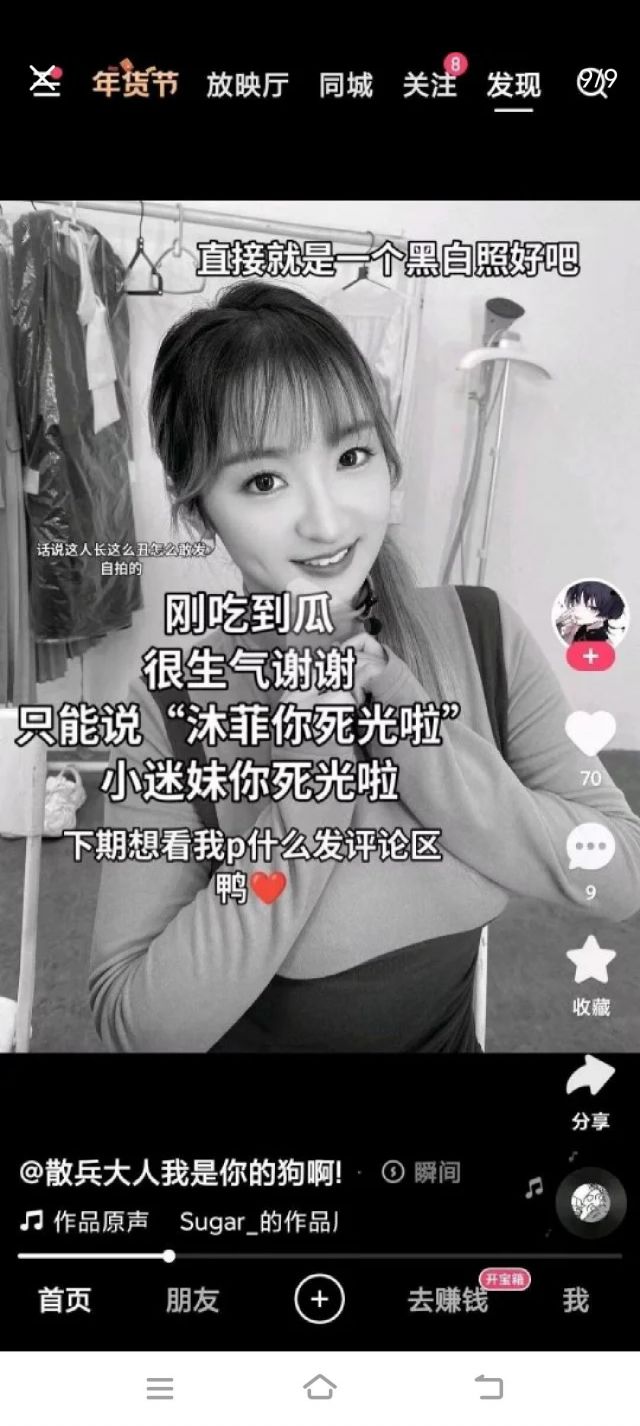 年货节 放映厅 同城 关注 8 发现
9/9
直接就是一个黑白照好吧
话说这人长这么丑怎么敢发
自拍的
刚吃到瓜
很生气谢谢
只能说“沐菲你死光啦”
小迷妹你死光啦
下期想看我p什么发评论区
鸭❤️
70
9
收藏
分享
@散兵大人我是你的狗啊! · 瞬间
作品原声 Sugar_的作品
开宝箱
首页 朋友 去赚钱 我